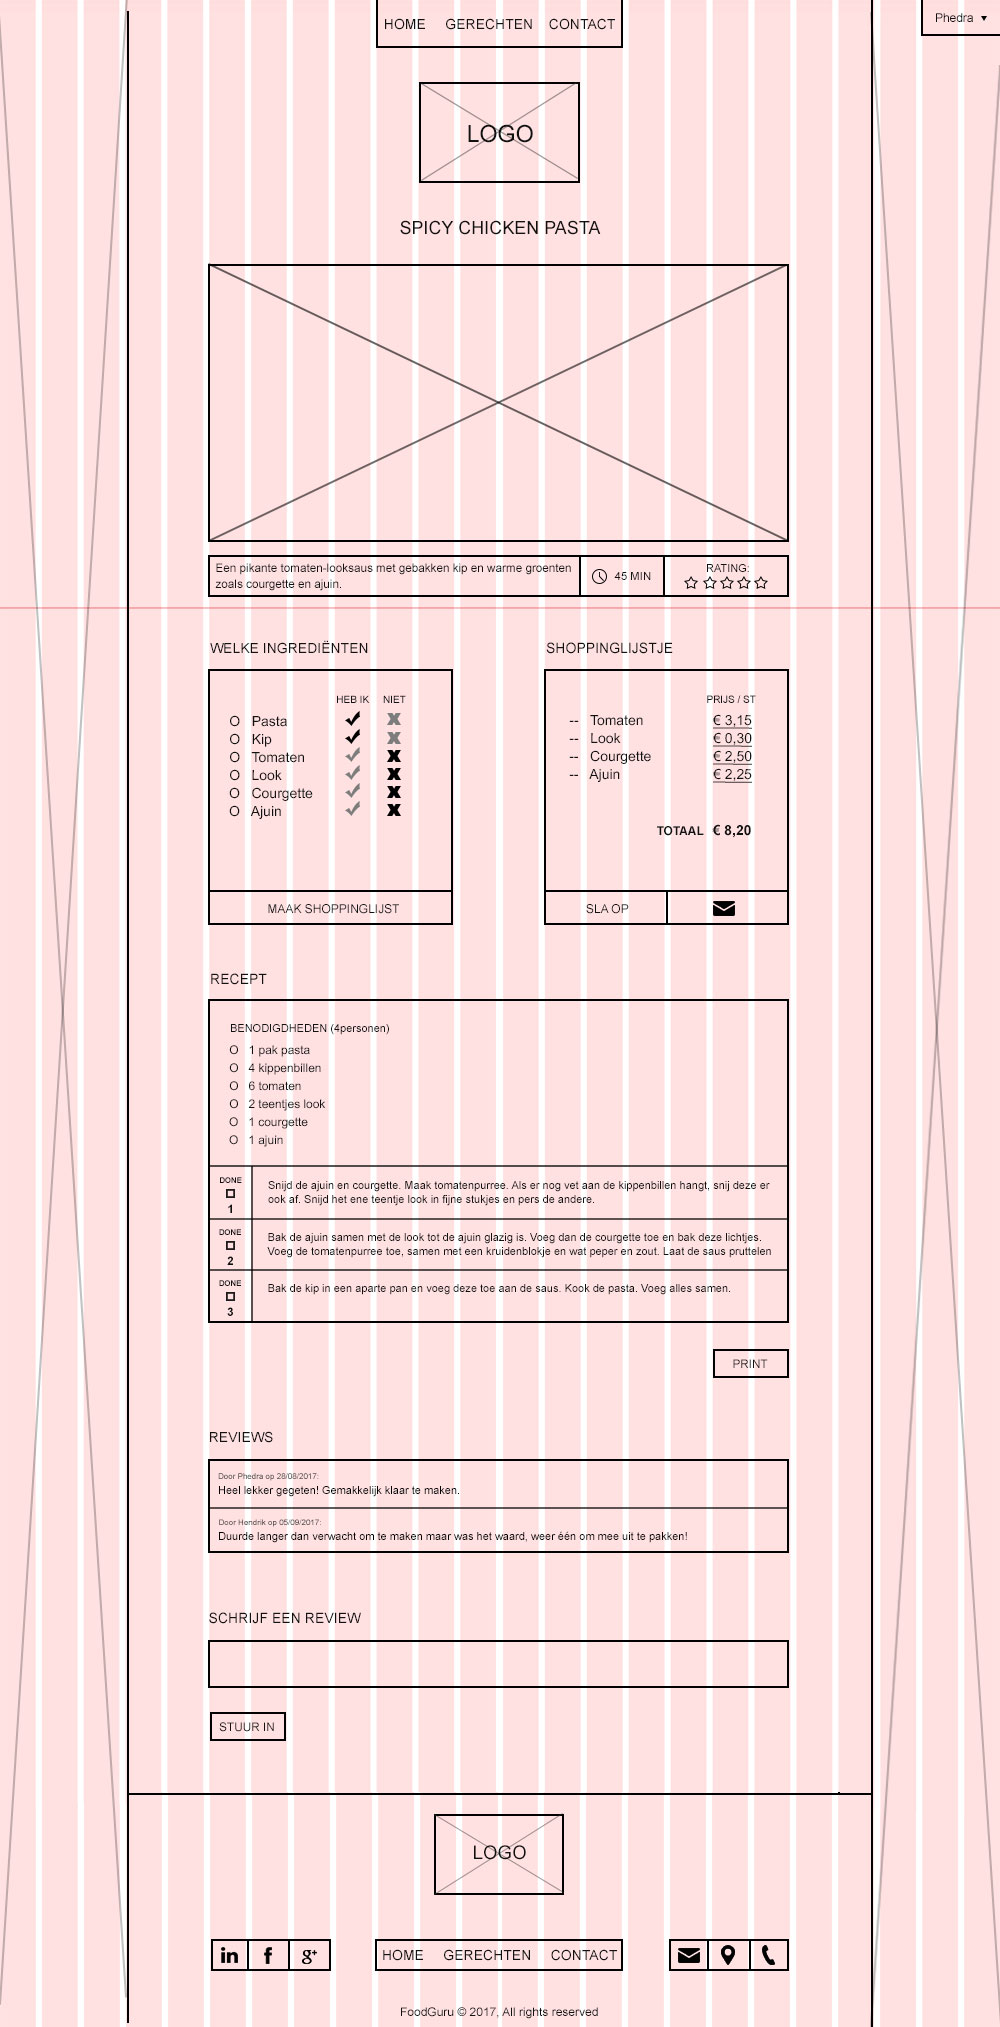 HOME GERECHTEN CONTACT
Phedra
LOGO
SPICY CHICKEN PASTA
Een pikante tomaten-looksaus met gebakken kip en warme groenten
zoals courgette en ajuin.
45 MIN
RATING:
WELKE INGREDIËNTEN
HEB IK NIET
O Pasta
O Kip
O Tomaten
O Look
O Courgette
O Ajuin
MAAK SHOPPINGLIJST
SHOPPINGLIJSTJE
PRIJS / ST
-- Tomaten € 3,15
-- Look € 0,30
-- Courgette € 2,50
-- Ajuin € 2,25
TOTAAL € 8,20
SLA OP
RECEPT
BENODIGDHEDEN (4personen)
O 1 pak pasta
O 4 kippenbillen
O 6 tomaten
O 2 teentjes look
O 1 courgette
O 1 ajuin
DONE
1
Snijd de ajuin en courgette. Maak tomatenpurree. Als er nog vet aan de kippenbillen hangt, snij deze er
ook af. Snijd het ene teentje look in fijne stukjes en pers de andere.
DONE
2
Bak de ajuin samen met de look tot de ajuin glazig is. Voeg dan de courgette toe en bak deze lichtjes.
Voeg de tomatenpurree toe, samen met een kruidenblokje en wat peper en zout. Laat de saus pruttelen
DONE
3
Bak de kip in een aparte pan en voeg deze toe aan de saus. Kook de pasta. Voeg alles samen.
PRINT
REVIEWS
Door Phedra op 28/08/2017:
Heel lekker gegeten! Gemakkelijk klaar te maken.
Door Hendrik op 05/09/2017:
Duurde langer dan verwacht om te maken maar was het waard, weer één om mee uit te pakken!
SCHRIJF EEN REVIEW
STUUR IN
LOGO
in f g+
HOME GERECHTEN CONTACT
FoodGuru © 2017, All rights reserved